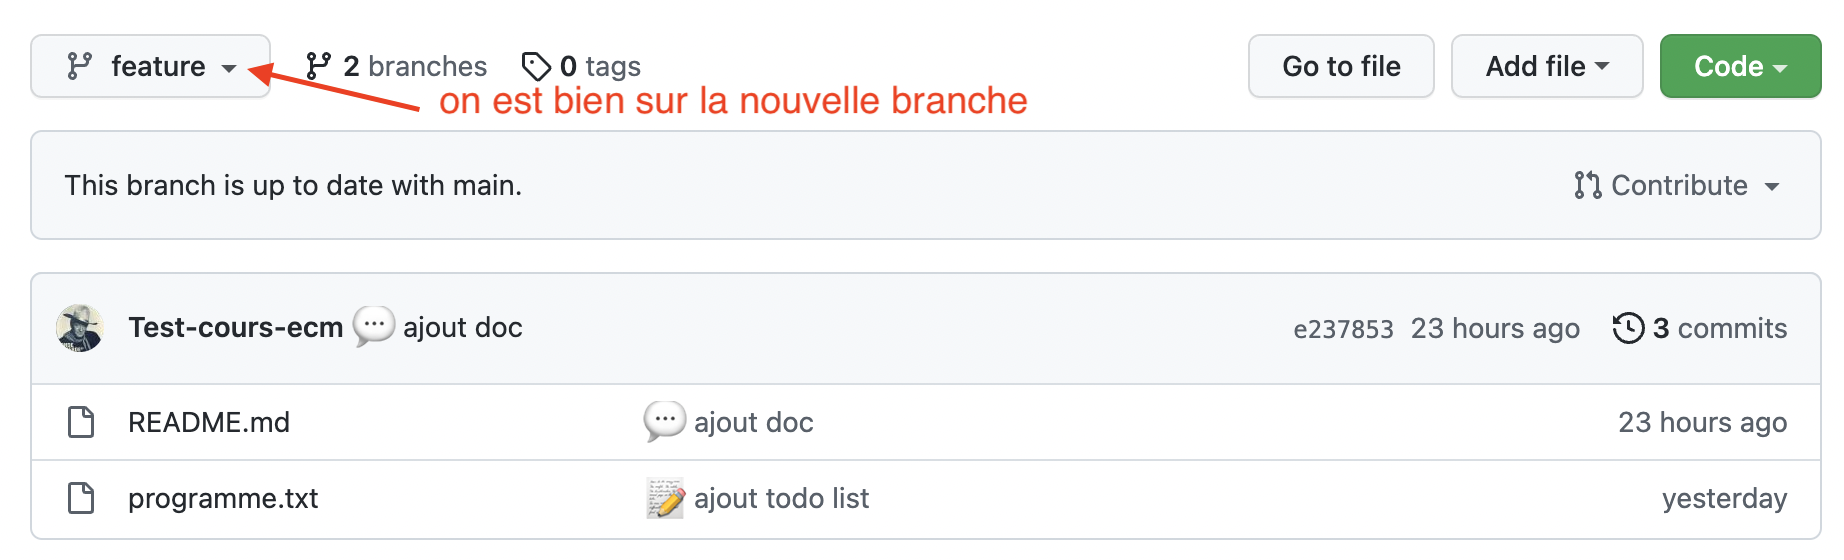 feature 2 branches 0 tags Go to file Add file Code
on est bien sur la nouvelle branche
This branch is up to date with main. Contribute
Test-cours-ecm 💬 ajout doc e237853 23 hours ago 3 commits
README.md 💬 ajout doc 23 hours ago
programme.txt 📝 ajout todo list yesterday